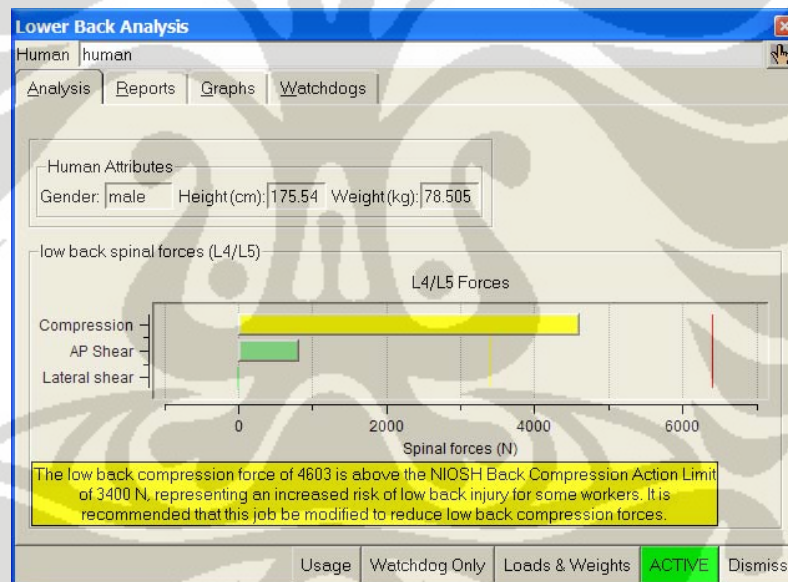 Lower Back Analysis
Human human
Analysis Reports Graphs Watchdogs
Human Attributes
Gender: male Height(cm): 175.54 Weight(kg): 78.505
low back spinal forces (L4/L5)
L4/L5 Forces
Compression
AP Shear
Lateral shear
0 2000 4000 6000
Spinal forces (N)
The low back compression force of 4603 is above the NIOSH Back Compression Action Limit
of 3400 N, representing an increased risk of low back injury for some workers. It is
recommended that this job be modified to reduce low back compression forces.
Usage Watchdog Only Loads & Weights ACTIVE Dismiss